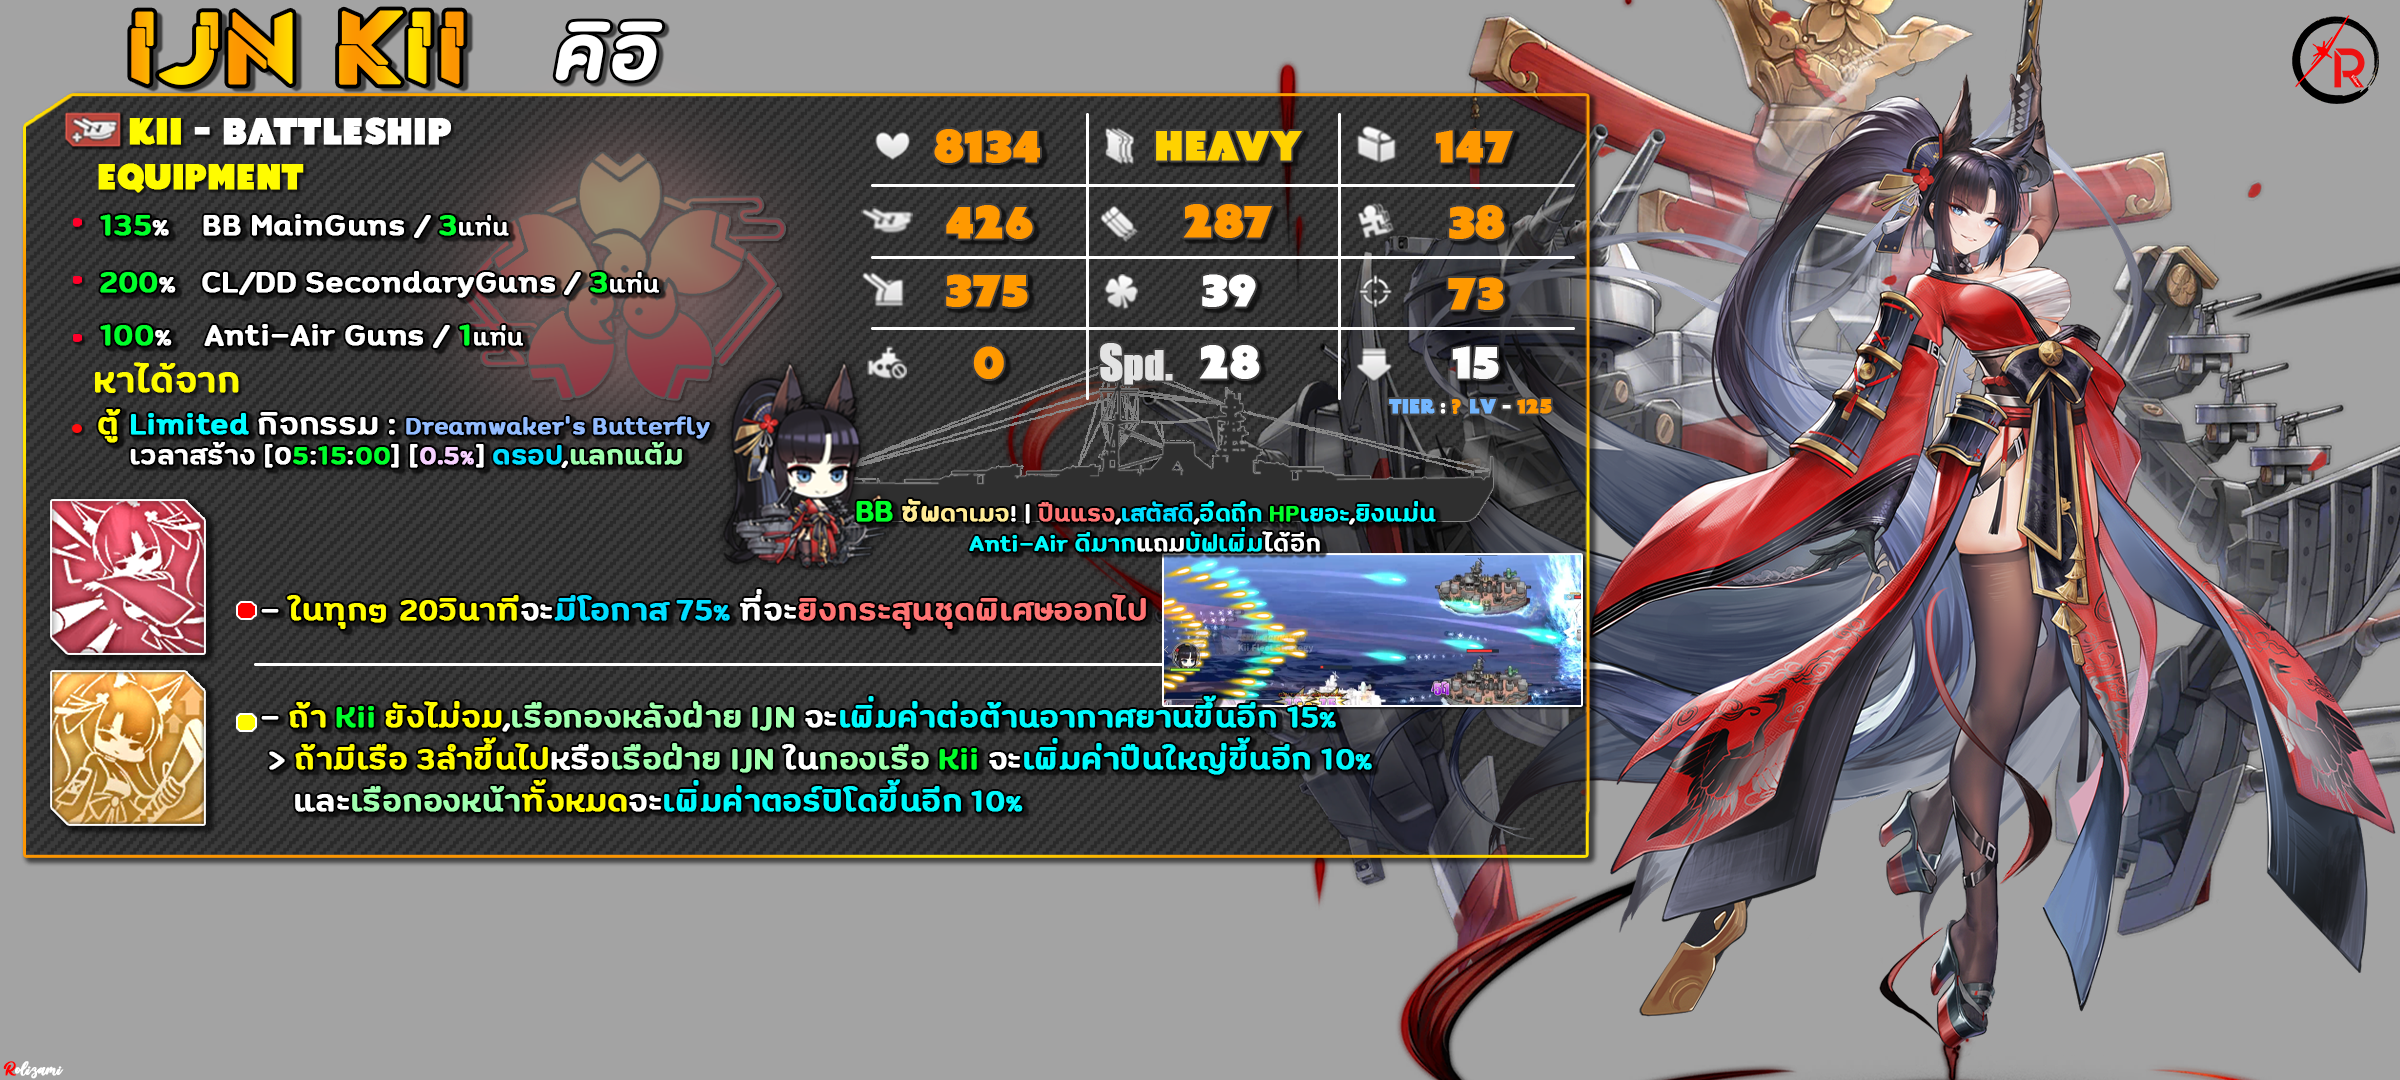 IJN KII คิอิ
KII - BATTLESHIP
EQUIPMENT
135% BB MainGuns / 3แท่น
200% CL/DD SecondaryGuns / 3แท่น
100% Anti-Air Guns / 1แท่น
หาได้จาก
ตู้ Limited กิจกรรม : Dreamwaker's Butterfly
เวลาสร้าง [05:15:00] [0.5%] ดรอป,แลกแต้ม
8134 HEAVY 147
426 287 38
375 39 73
0 Spd. 28 15
TIER : ? LV - 125
BB ซัพดาเมจ! | ปืนแรง,เสตัสดี,อึดถึก HPเยอะ,ยิงแม่น
Anti-Air ดีมากแถมบัฟเพิ่มได้อีก
- ในทุกๆ 20วินาทีจะมีโอกาส 75% ที่จะยิงกระสุนชุดพิเศษออกไป
- ถ้า Kii ยังไม่จม,เรือกองหลังฝ่าย IJN จะเพิ่มค่าต่อต้านอากาศยานขึ้นอีก 15%
> ถ้ามีเรือ 3ลำขึ้นไปหรือเรือฝ่าย IJN ในกองเรือ Kii จะเพิ่มค่าปืนใหญ่ขึ้นอีก 10%
และเรือกองหน้าทั้งหมดจะเพิ่มค่าตอร์ปิโดขึ้นอีก 10%
R
Rolizami